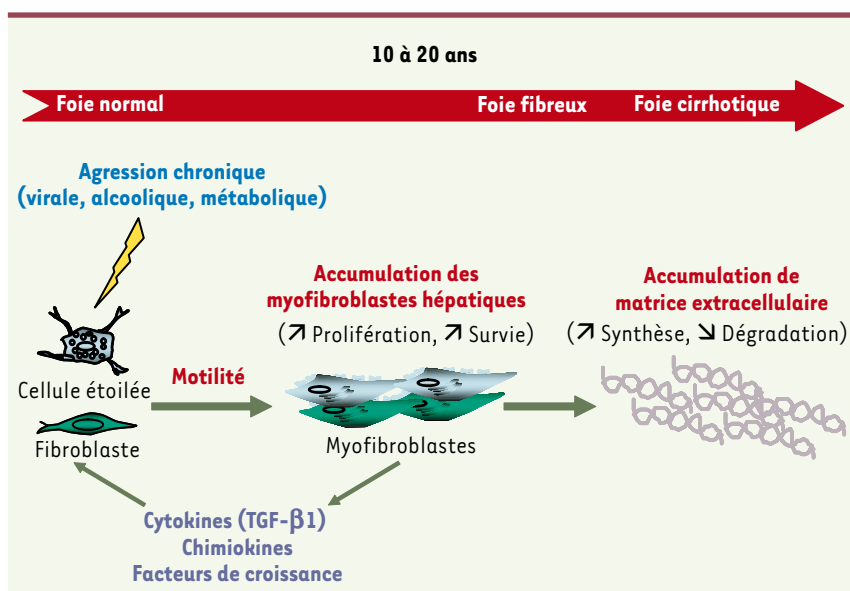 10 à 20 ans
Foie normal
Foie fibreux
Foie cirrhotique
Agression chronique
(virale, alcoolique, métabolique)
Accumulation des
myofibroblastes hépatiques
(↗ Prolifération, ↗ Survie)
Accumulation de
matrice extracellulaire
(↗ Synthèse, ↘ Dégradation)
Cellule étoilée
Motilité
Fibroblaste
Myofibroblastes
Cytokines (TGF-β1)
Chimiokines
Facteurs de croissance